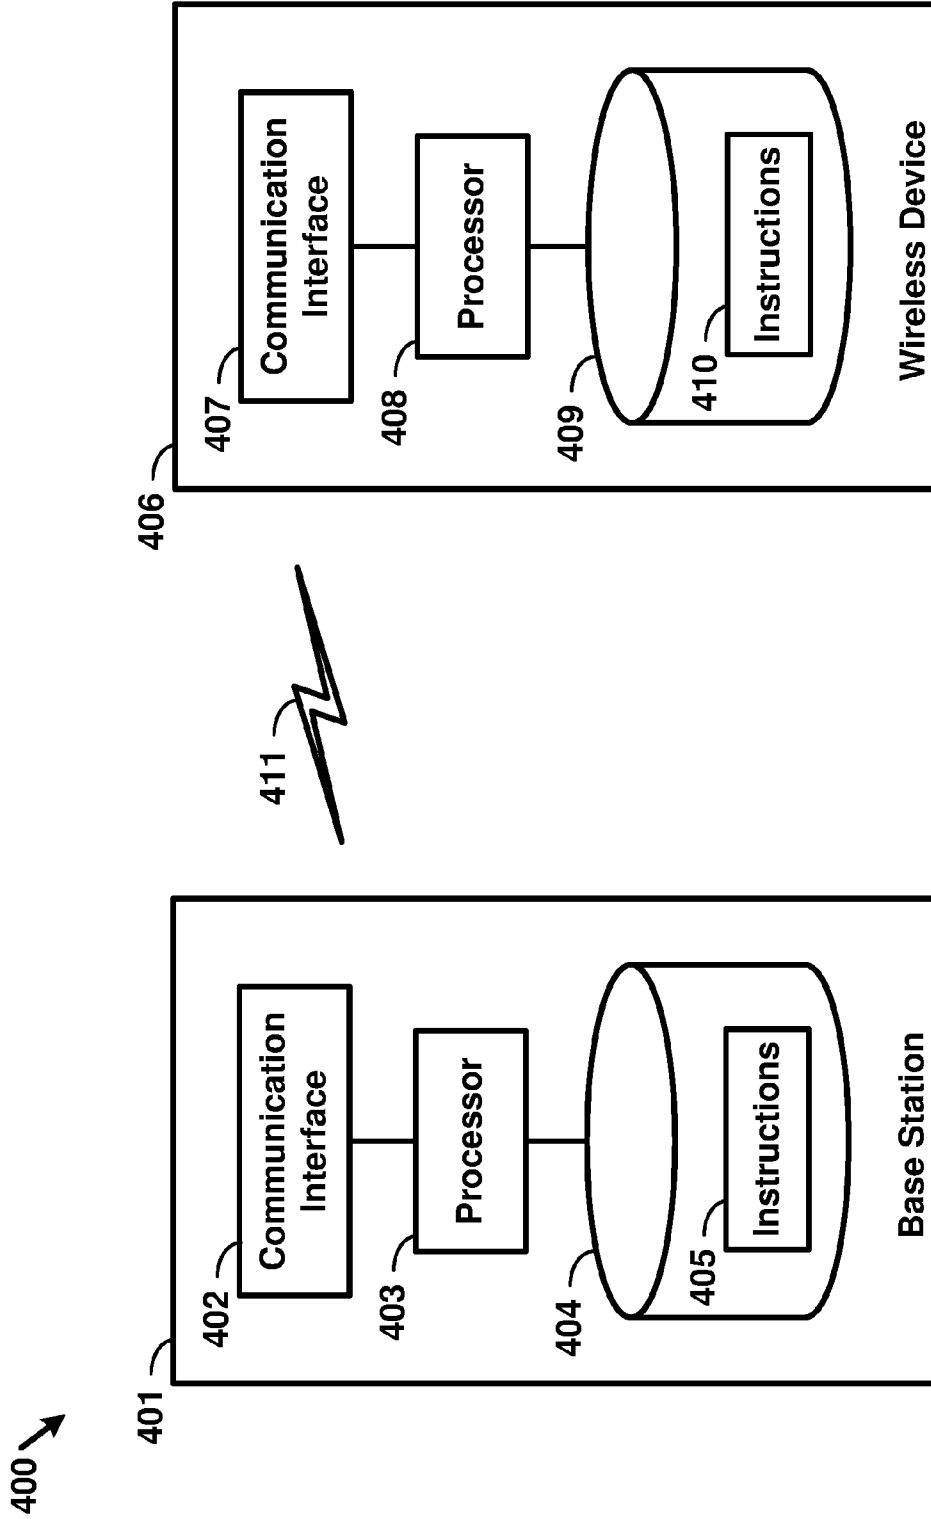 400
401
402
Communication
Interface
403
Processor
404
405
Instructions
Base Station
411
406
407
Communication
Interface
408
Processor
409
410
Instructions
Wireless Device